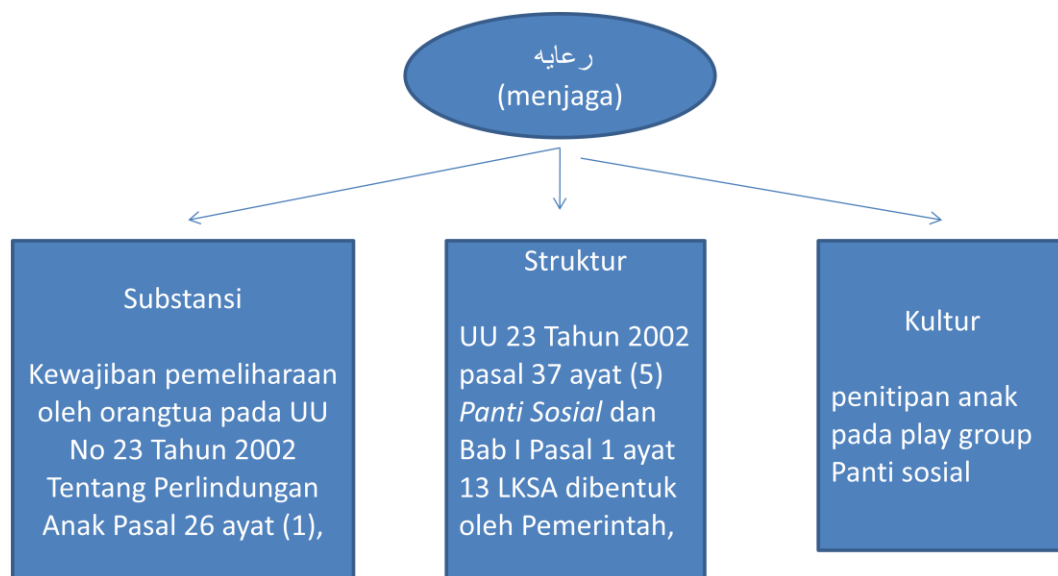 رعايه
(menjaga)
Substansi
Kewajiban pemeliharaan
oleh orangtua pada UU
No 23 Tahun 2002
Tentang Perlindungan
Anak Pasal 26 ayat (1),
Struktur
UU 23 Tahun 2002
pasal 37 ayat (5)
Panti Sosial dan
Bab I Pasal 1 ayat
13 LKSA dibentuk
oleh Pemerintah,
Kultur
penitipan anak
pada play group
Panti sosial